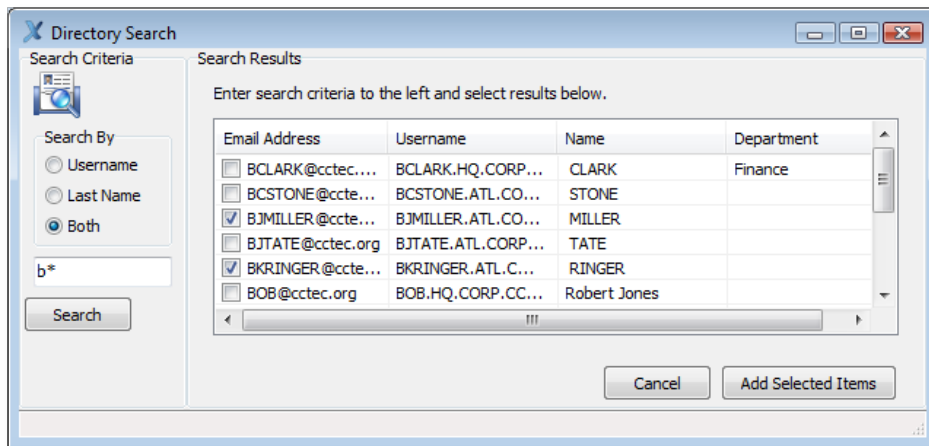 Directory Search
Search Criteria
Search By
Username
Last Name
Both
b*
Search
Search Results
Enter search criteria to the left and select results below.
Email Address Username Name Department
BCLARK@cctec.... BCLARK.HQ.CORP... CLARK Finance
BCSTONE@ccte... BCSTONE.ATL.CO... STONE
BJMILLER@ccte... BJMILLER.ATL.CO... MILLER
BJTATE@cctec.org BJTATE.ATL.CORP... TATE
BKRINGER@ccte... BKRINGER.ATL.C... RINGER
BOB@cctec.org BOB.HQ.CORP.CC... Robert Jones
Cancel Add Selected Items